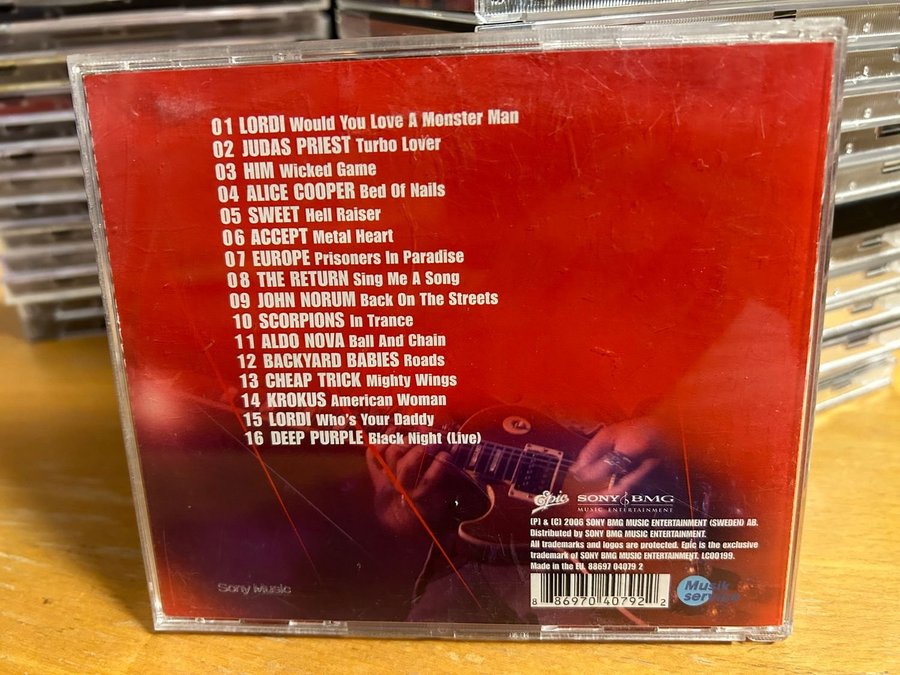 01 LORDI Would You Love A Monster Man
02 JUDAS PRIEST Turbo Lover
03 HIM Wicked Game
04 ALICE COOPER Bed Of Nails
05 SWEET Hell Raiser
06 ACCEPT Metal Heart
07 EUROPE Prisoners In Paradise
08 THE RETURN Sing Me A Song
09 JOHN NORUM Back On The Streets
10 SCORPIONS In Trance
11 ALDO NOVA Ball And Chain
12 BACKYARD BABIES Roads
13 CHEAP TRICK Mighty Wings
14 KROKUS American Woman
15 LORDI Who's Your Daddy
16 DEEP PURPLE Black Night (Live)
Epic SONY BMG
MUSIC ENTERTAINMENT
(P) & (C) 2006 SONY BMG MUSIC ENTERTAINMENT (SWEDEN) AB.
Distributed by SONY BMG MUSIC ENTERTAINMENT.
All trademarks and logos are protected. Epic is the exclusive
trademark of SONY BMG MUSIC ENTERTAINMENT. LC00199.
Made in the EU. 88697 04079 2
Sony Music
8 86970 40792 2
Musik
service